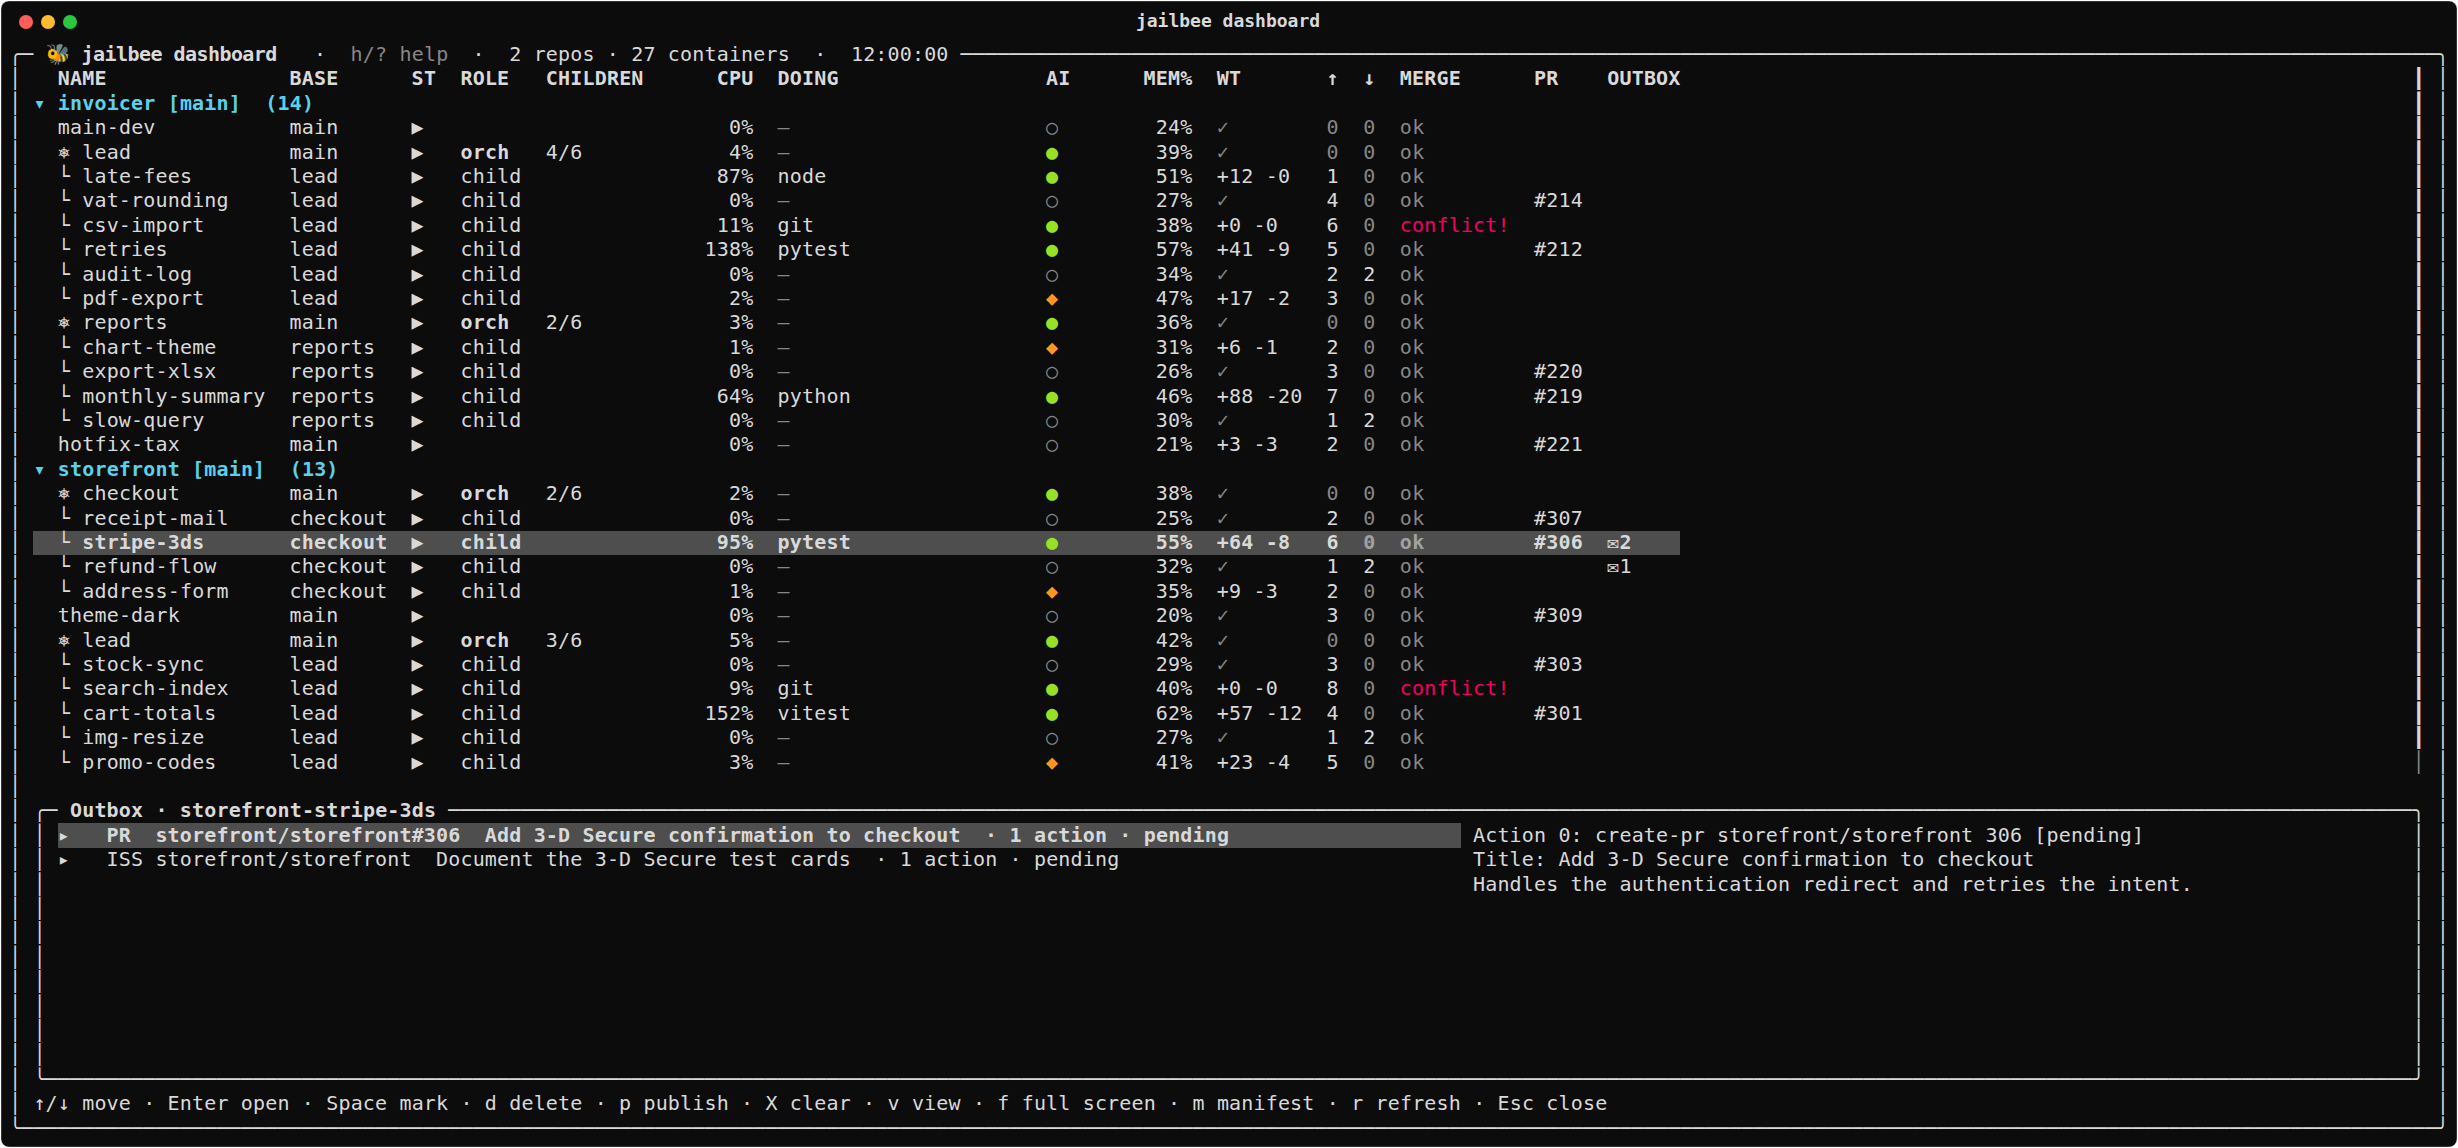 jailbee dashboard
🐝 jailbee dashboard · h/? help · 2 repos · 27 containers · 12:00:00
NAME BASE ST ROLE CHILDREN CPU DOING AI MEM% WT ↑ ↓ MERGE PR OUTBOX
▾ invoicer [main] (14)
main-dev main ▶ 0% — ○ 24% ✓ 0 0 ok
⎈ lead main ▶ orch 4/6 4% — ● 39% ✓ 0 0 ok
└ late-fees lead ▶ child 87% node ● 51% +12 -0 1 0 ok
└ vat-rounding lead ▶ child 0% — ○ 27% ✓ 4 0 ok #214
└ csv-import lead ▶ child 11% git ● 38% +0 -0 6 0 conflict!
└ retries lead ▶ child 138% pytest ● 57% +41 -9 5 0 ok #212
└ audit-log lead ▶ child 0% — ○ 34% ✓ 2 2 ok
└ pdf-export lead ▶ child 2% — ◆ 47% +17 -2 3 0 ok
⎈ reports main ▶ orch 2/6 3% — ● 36% ✓ 0 0 ok
└ chart-theme reports ▶ child 1% — ◆ 31% +6 -1 2 0 ok
└ export-xlsx reports ▶ child 0% — ○ 26% ✓ 3 0 ok #220
└ monthly-summary reports ▶ child 64% python ● 46% +88 -20 7 0 ok #219
└ slow-query reports ▶ child 0% — ○ 30% ✓ 1 2 ok
hotfix-tax main ▶ 0% — ○ 21% +3 -3 2 0 ok #221
▾ storefront [main] (13)
⎈ checkout main ▶ orch 2/6 2% — ● 38% ✓ 0 0 ok
└ receipt-mail checkout ▶ child 0% — ○ 25% ✓ 2 0 ok #307
└ stripe-3ds checkout ▶ child 95% pytest ● 55% +64 -8 6 0 ok #306 ✉2
└ refund-flow checkout ▶ child 0% — ○ 32% ✓ 1 2 ok ✉1
└ address-form checkout ▶ child 1% — ◆ 35% +9 -3 2 0 ok
theme-dark main ▶ 0% — ○ 20% ✓ 3 0 ok #309
⎈ lead main ▶ orch 3/6 5% — ● 42% ✓ 0 0 ok
└ stock-sync lead ▶ child 0% — ○ 29% ✓ 3 0 ok #303
└ search-index lead ▶ child 9% git ● 40% +0 -0 8 0 conflict!
└ cart-totals lead ▶ child 152% vitest ● 62% +57 -12 4 0 ok #301
└ img-resize lead ▶ child 0% — ○ 27% ✓ 1 2 ok
└ promo-codes lead ▶ child 3% — ◆ 41% +23 -4 5 0 ok
Outbox · storefront-stripe-3ds
▸ PR storefront/storefront#306 Add 3-D Secure confirmation to checkout · 1 action · pending Action 0: create-pr storefront/storefront 306 [pending]
▸ ISS storefront/storefront Document the 3-D Secure test cards · 1 action · pending Title: Add 3-D Secure confirmation to checkout
Handles the authentication redirect and retries the intent.
↑/↓ move · Enter open · Space mark · d delete · p publish · X clear · v view · f full screen · m manifest · r refresh · Esc close